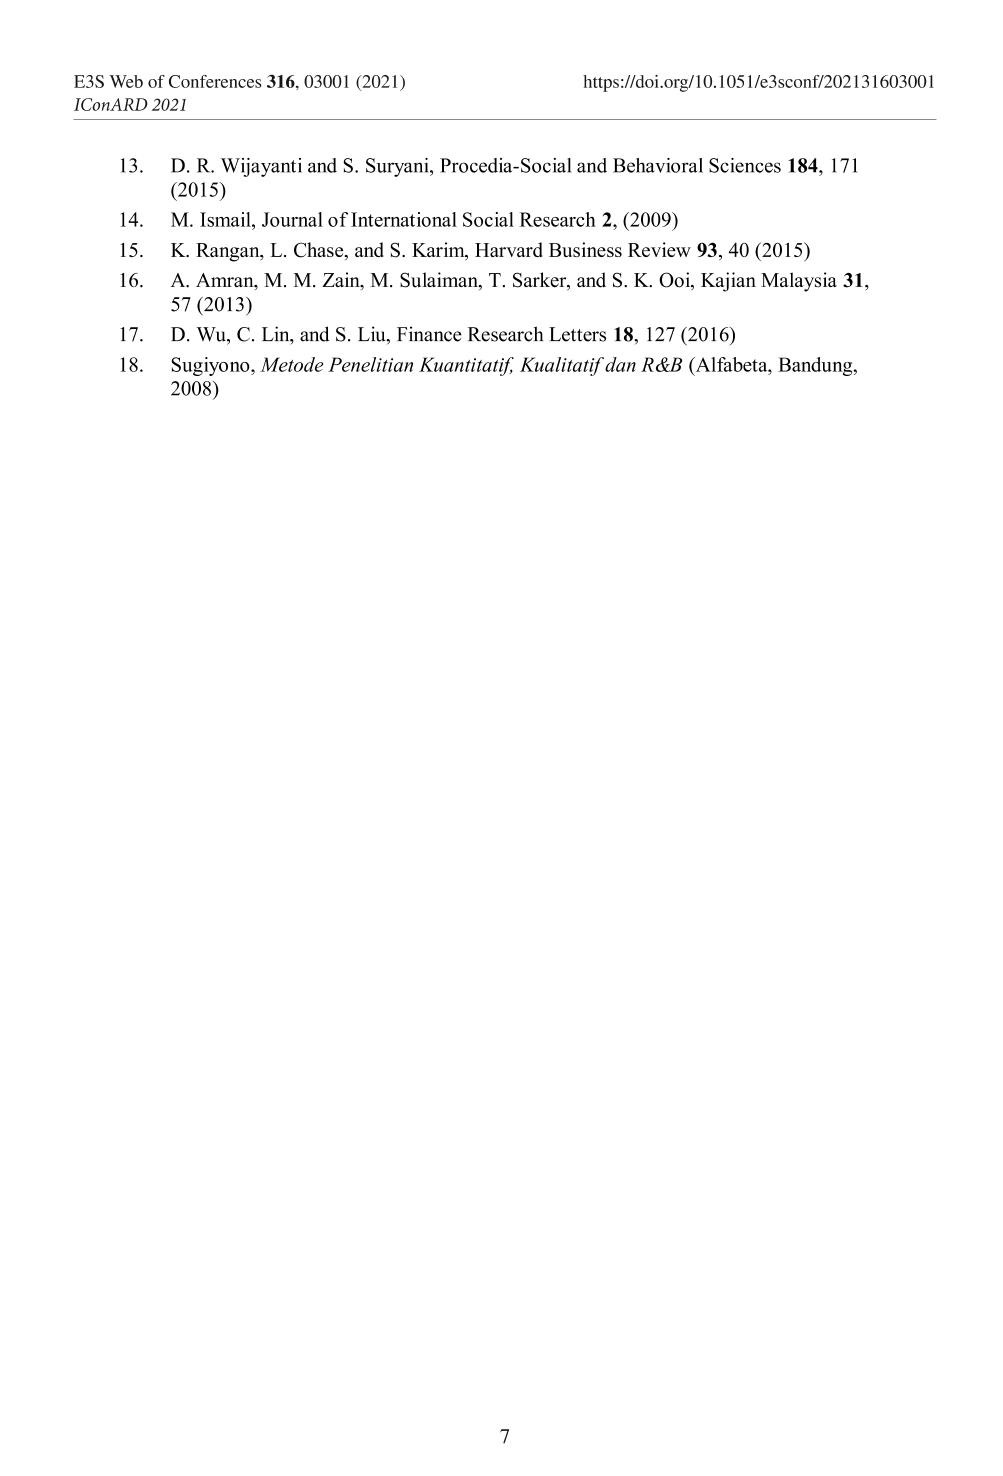 E3S Web of Conferences 316, 03001 (2021) https://doi.org/10.1051/e3sconf/202131603001
IConARD 2021
13. D. R. Wijayanti and S. Suryani, Procedia-Social and Behavioral Sciences 184, 171
(2015)
14. M. Ismail, Journal of International Social Research 2, (2009)
15. K. Rangan, L. Chase, and S. Karim, Harvard Business Review 93, 40 (2015)
16. A. Amran, M. M. Zain, M. Sulaiman, T. Sarker, and S. K. Ooi, Kajian Malaysia 31,
57 (2013)
17. D. Wu, C. Lin, and S. Liu, Finance Research Letters 18, 127 (2016)
18. Sugiyono, Metode Penelitian Kuantitatif, Kualitatif dan R&B (Alfabeta, Bandung,
2008)
7